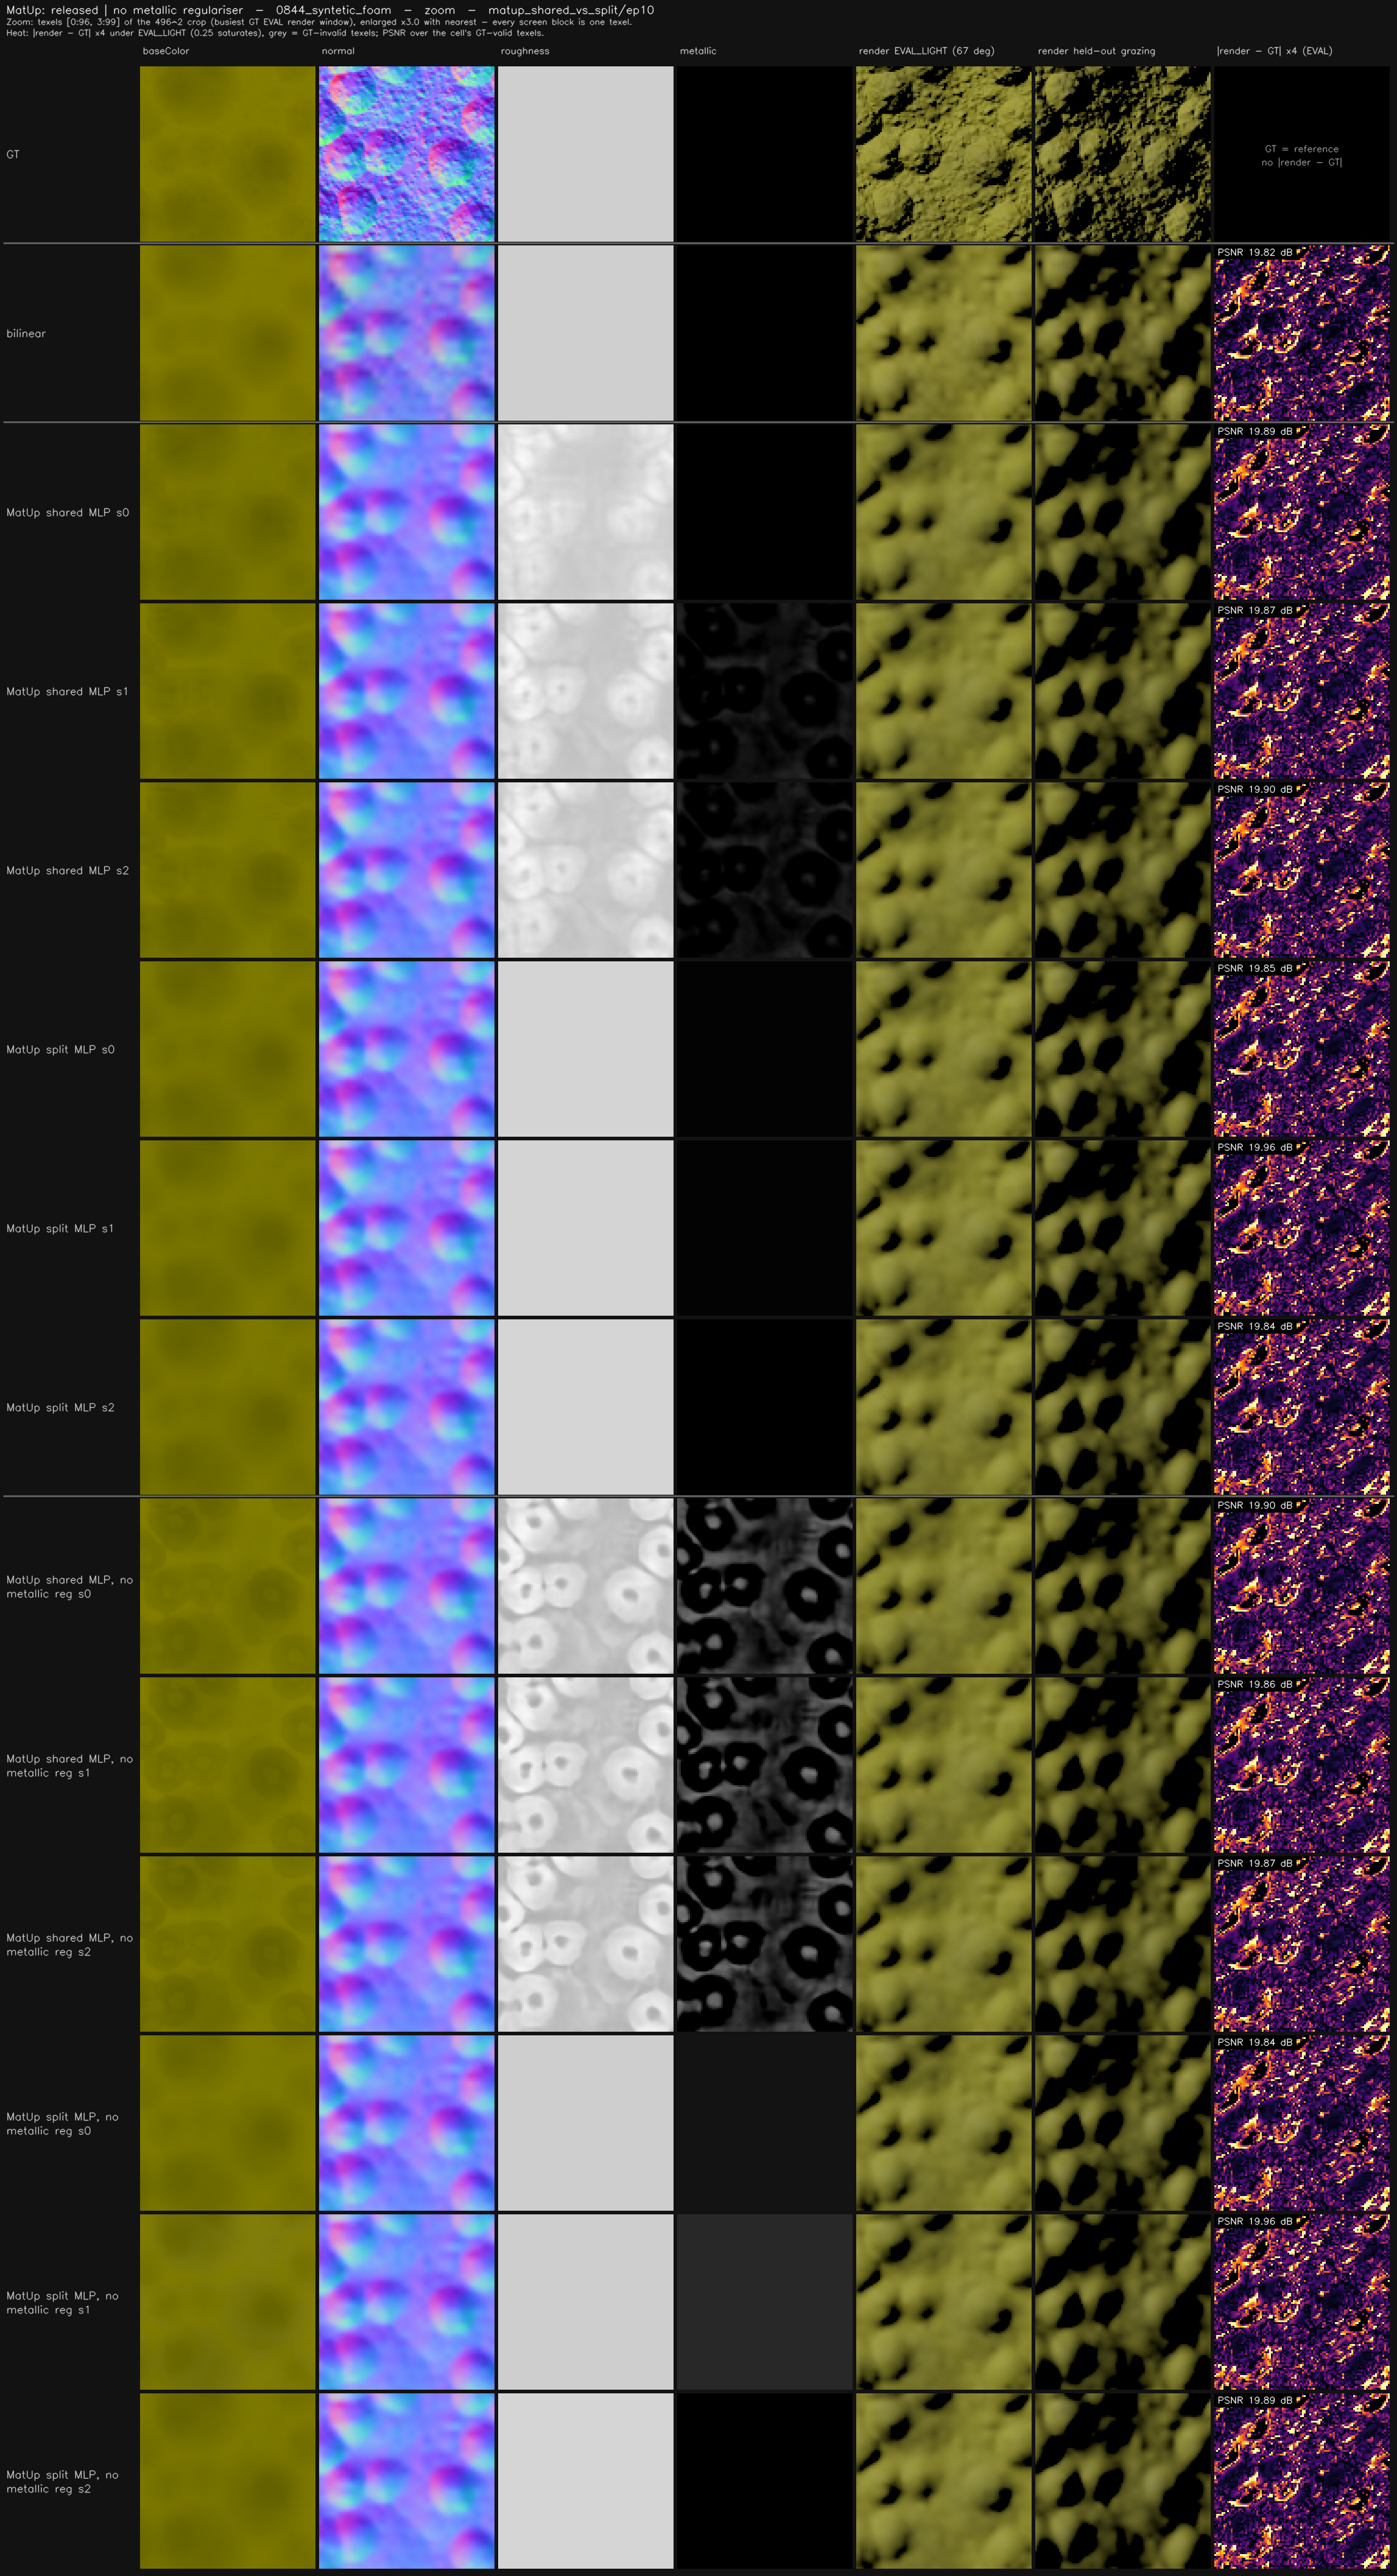 MatUp: released | no metallic regulariser — 0844_syntetic_foam — zoom — matup_shared_vs_split/ep10
Zoom: texels [0:96, 3:99] of the 496^2 crop (busiest GT EVAL render window), enlarged x3.0 with nearest — every screen block is one texel.
Heat: |render − GT| x4 under EVAL_LIGHT (0.25 saturates), grey = GT-invalid texels; PSNR over the cell's GT-valid texels.
baseColor normal roughness metallic render EVAL_LIGHT (67 deg) render held-out grazing |render − GT| x4 (EVAL)
GT
GT = reference
no |render − GT|
bilinear
PSNR 19.82 dB
MatUp shared MLP s0
PSNR 19.89 dB
MatUp shared MLP s1
PSNR 19.87 dB
MatUp shared MLP s2
PSNR 19.90 dB
MatUp split MLP s0
PSNR 19.85 dB
MatUp split MLP s1
PSNR 19.96 dB
MatUp split MLP s2
PSNR 19.84 dB
MatUp shared MLP, no
metallic reg s0
PSNR 19.90 dB
MatUp shared MLP, no
metallic reg s1
PSNR 19.86 dB
MatUp shared MLP, no
metallic reg s2
PSNR 19.87 dB
MatUp split MLP, no
metallic reg s0
PSNR 19.84 dB
MatUp split MLP, no
metallic reg s1
PSNR 19.96 dB
MatUp split MLP, no
metallic reg s2
PSNR 19.89 dB